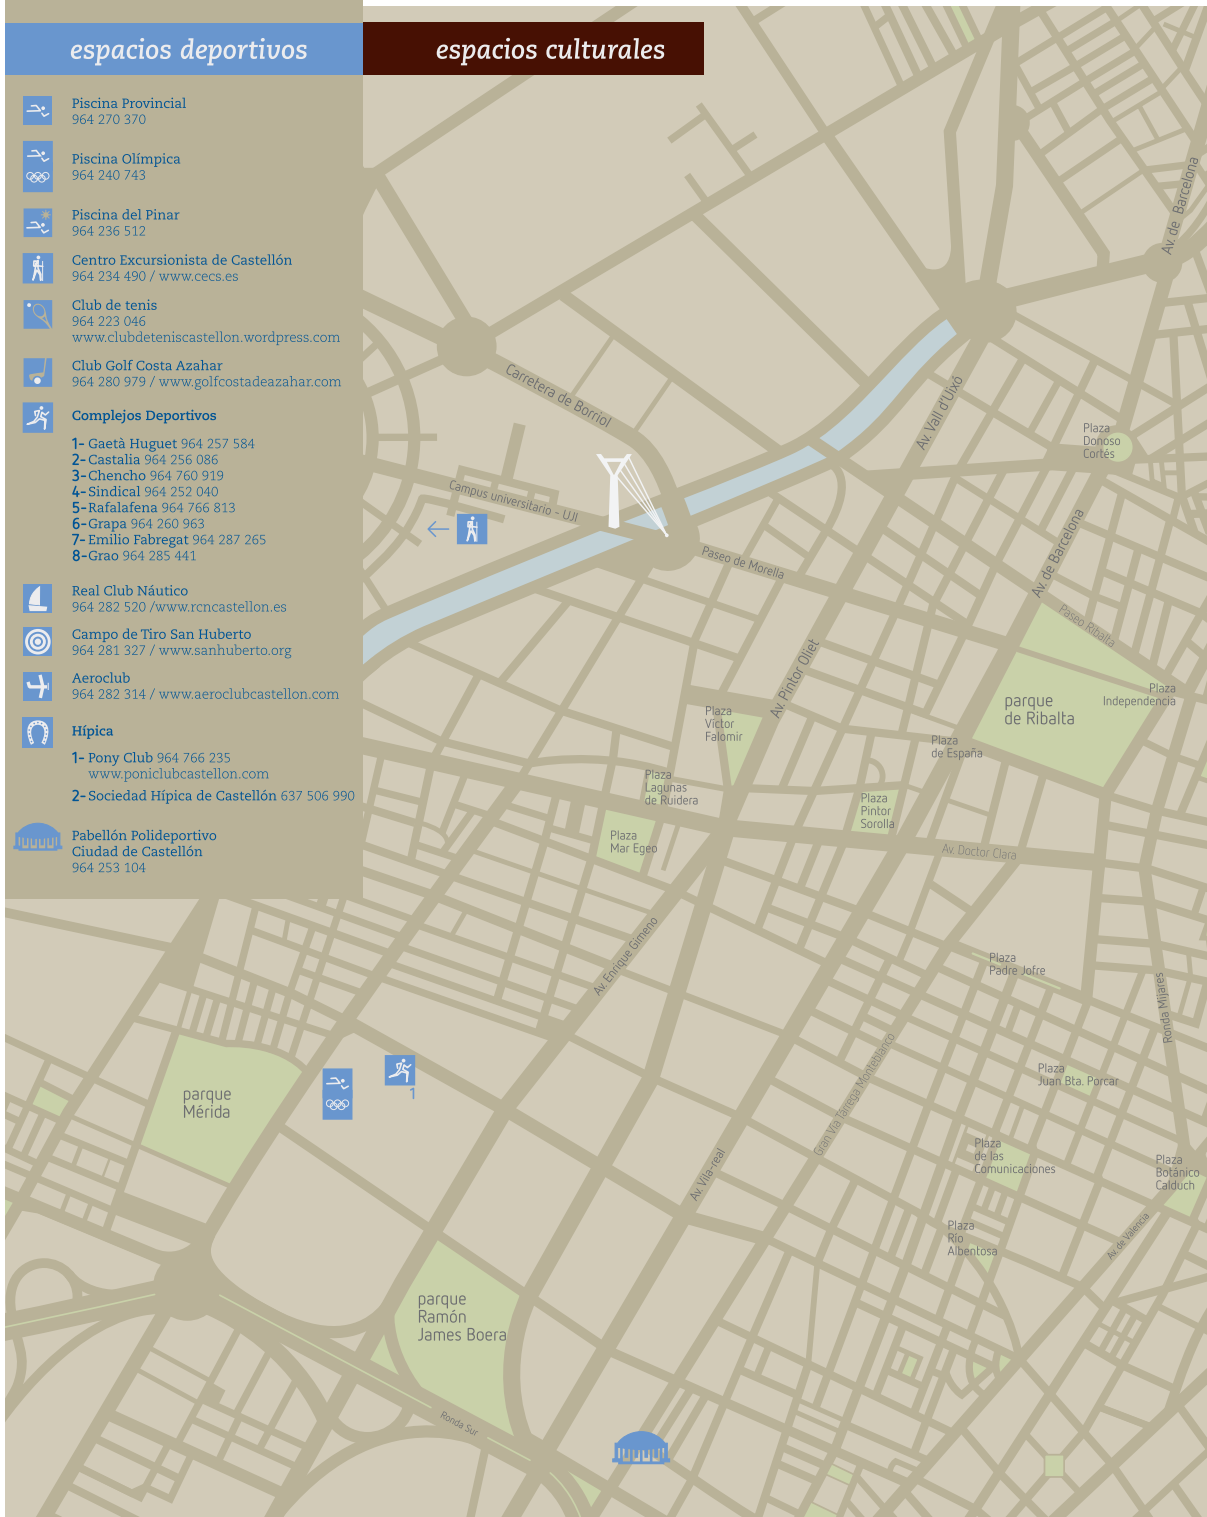 espacios deportivos
espacios culturales
Piscina Provincial
964 270 370
Piscina Olímpica
964 240 743
Piscina del Pinar
964 236 512
Centro Excursionista de Castellón
964 234 490 / www.cecs.es
Club de tenis
964 223 046
www.clubdeteniscastellon.wordpress.com
Club Golf Costa Azahar
964 280 979 / www.golfcostadeazahar.com
Complejos Deportivos
1- Gaetà Huguet 964 257 584
2- Castalia 964 256 086
3- Chencho 964 760 919
4- Sindical 964 252 040
5- Rafalafena 964 766 813
6- Grapa 964 260 963
7- Emilio Fabregat 964 287 265
8- Grao 964 285 441
Real Club Náutico
964 282 520 /www.rcncastellon.es
Campo de Tiro San Huberto
964 281 327 / www.sanhuberto.org
Aeroclub
964 282 314 / www.aeroclubcastellon.com
Hípica
1- Pony Club 964 766 235
www.poniclubcastellon.com
2- Sociedad Hípica de Castellón 637 506 990
Pabellón Polideportivo
Ciudad de Castellón
964 253 104
Av. de Barcelona
Carretera de Borriol
Av. Vall d'Uixó
Plaza
Donoso
Cortés
Campus universitario - UJI
Paseo de Morella
Av. de Barcelona
Paseo Ribalta
Plaza
Independencia
parque
de Ribalta
Av. Pintor Oliet
Plaza
Víctor
Falomir
Plaza
de España
Plaza
Lagunas
de Ruidera
Plaza
Pintor
Sorolla
Plaza
Mar Egeo
Av. Doctor Clara
Av. Enrique Gimeno
Plaza
Padre Jofre
Ronda Mijares
Gran Vía Tárrega Monteblanco
Plaza
Juan Bta. Porcar
parque
Mérida
1
Plaza
de las
Comunicaciones
Plaza
Botánico
Calduch
Av. Vila-real
Plaza
Río
Albentosa
Av. de Valencia
parque
Ramón
James Boera
Ronda Sur